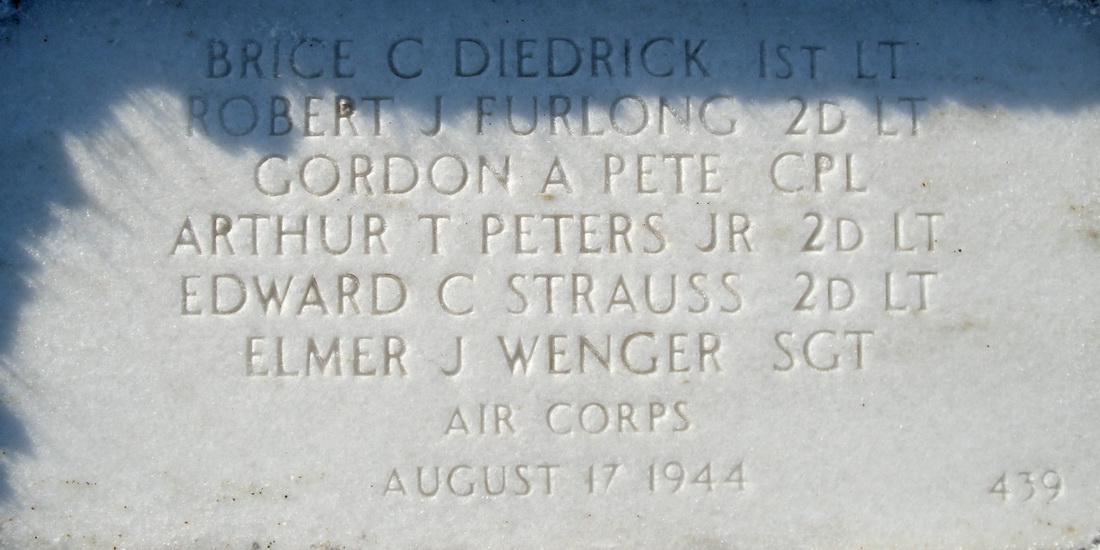 BRICE C DIEDRICK 1ST LT
ROBERT J FURLONG 2D LT
GORDON A PETE CPL
ARTHUR T PETERS JR 2D LT
EDWARD C STRAUSS 2D LT
ELMER J WENGER SGT
AIR CORPS
AUGUST 17 1944
439